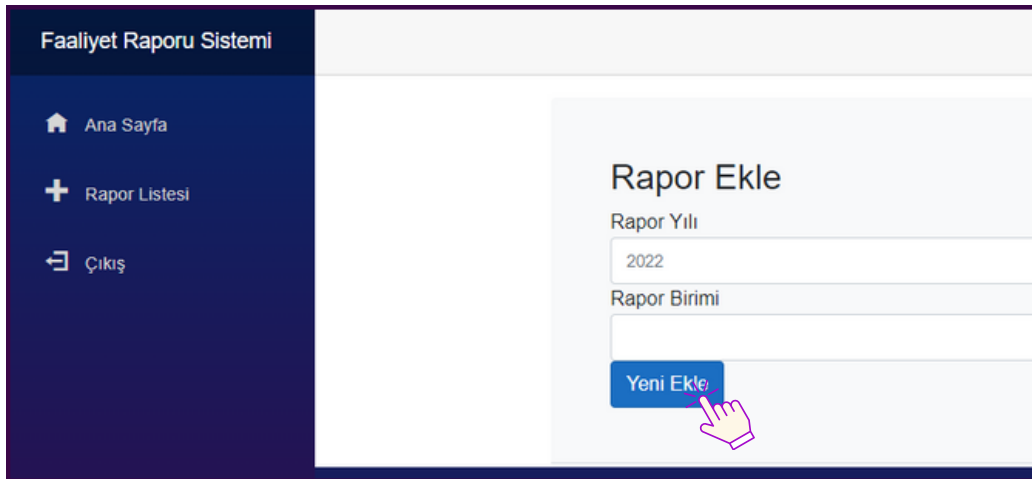 Faaliyet Raporu Sistemi
Ana Sayfa
Rapor Listesi
Çıkış
Rapor Ekle
Rapor Yılı
2022
Rapor Birimi
Yeni Ekle